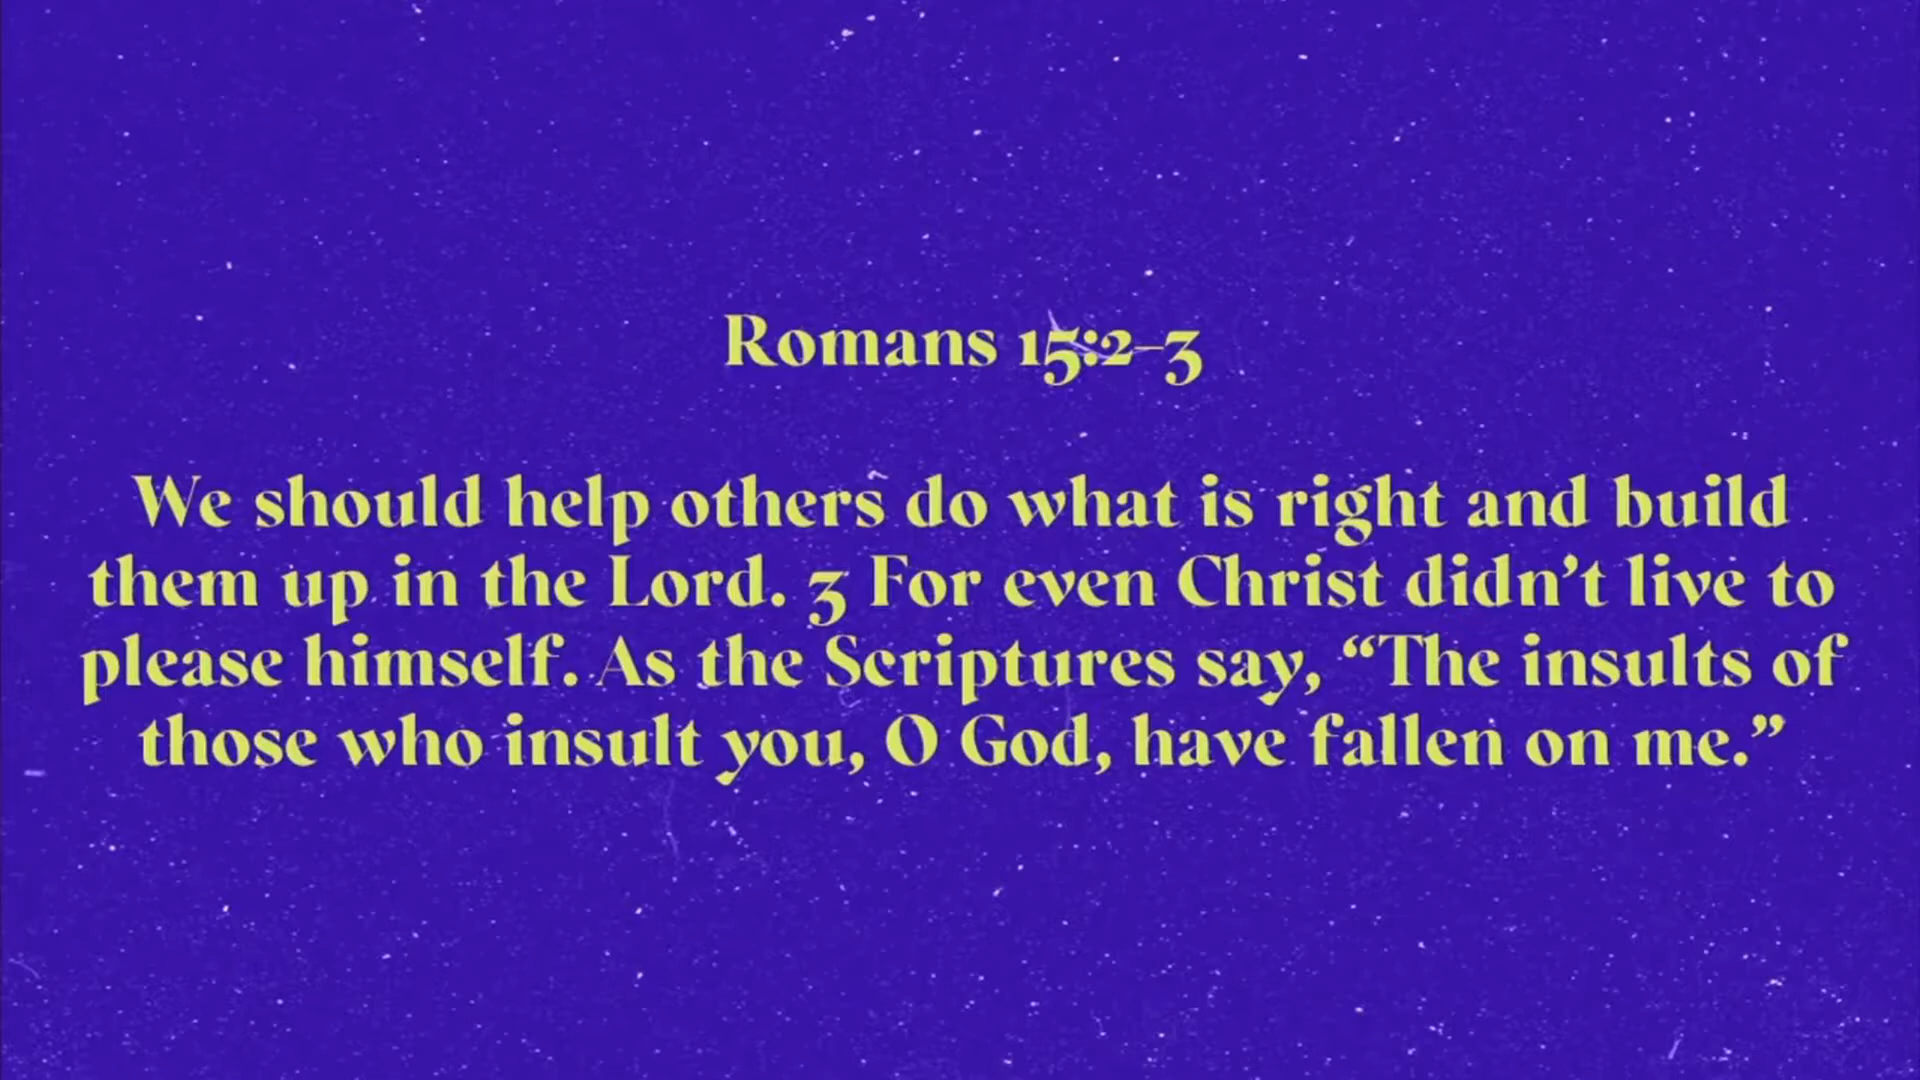 Romans 15:2–3
We should help others do what is right and build
them up in the Lord. 3 For even Christ didn’t live to
please himself. As the Scriptures say, “The insults of
those who insult you, O God, have fallen on me.”